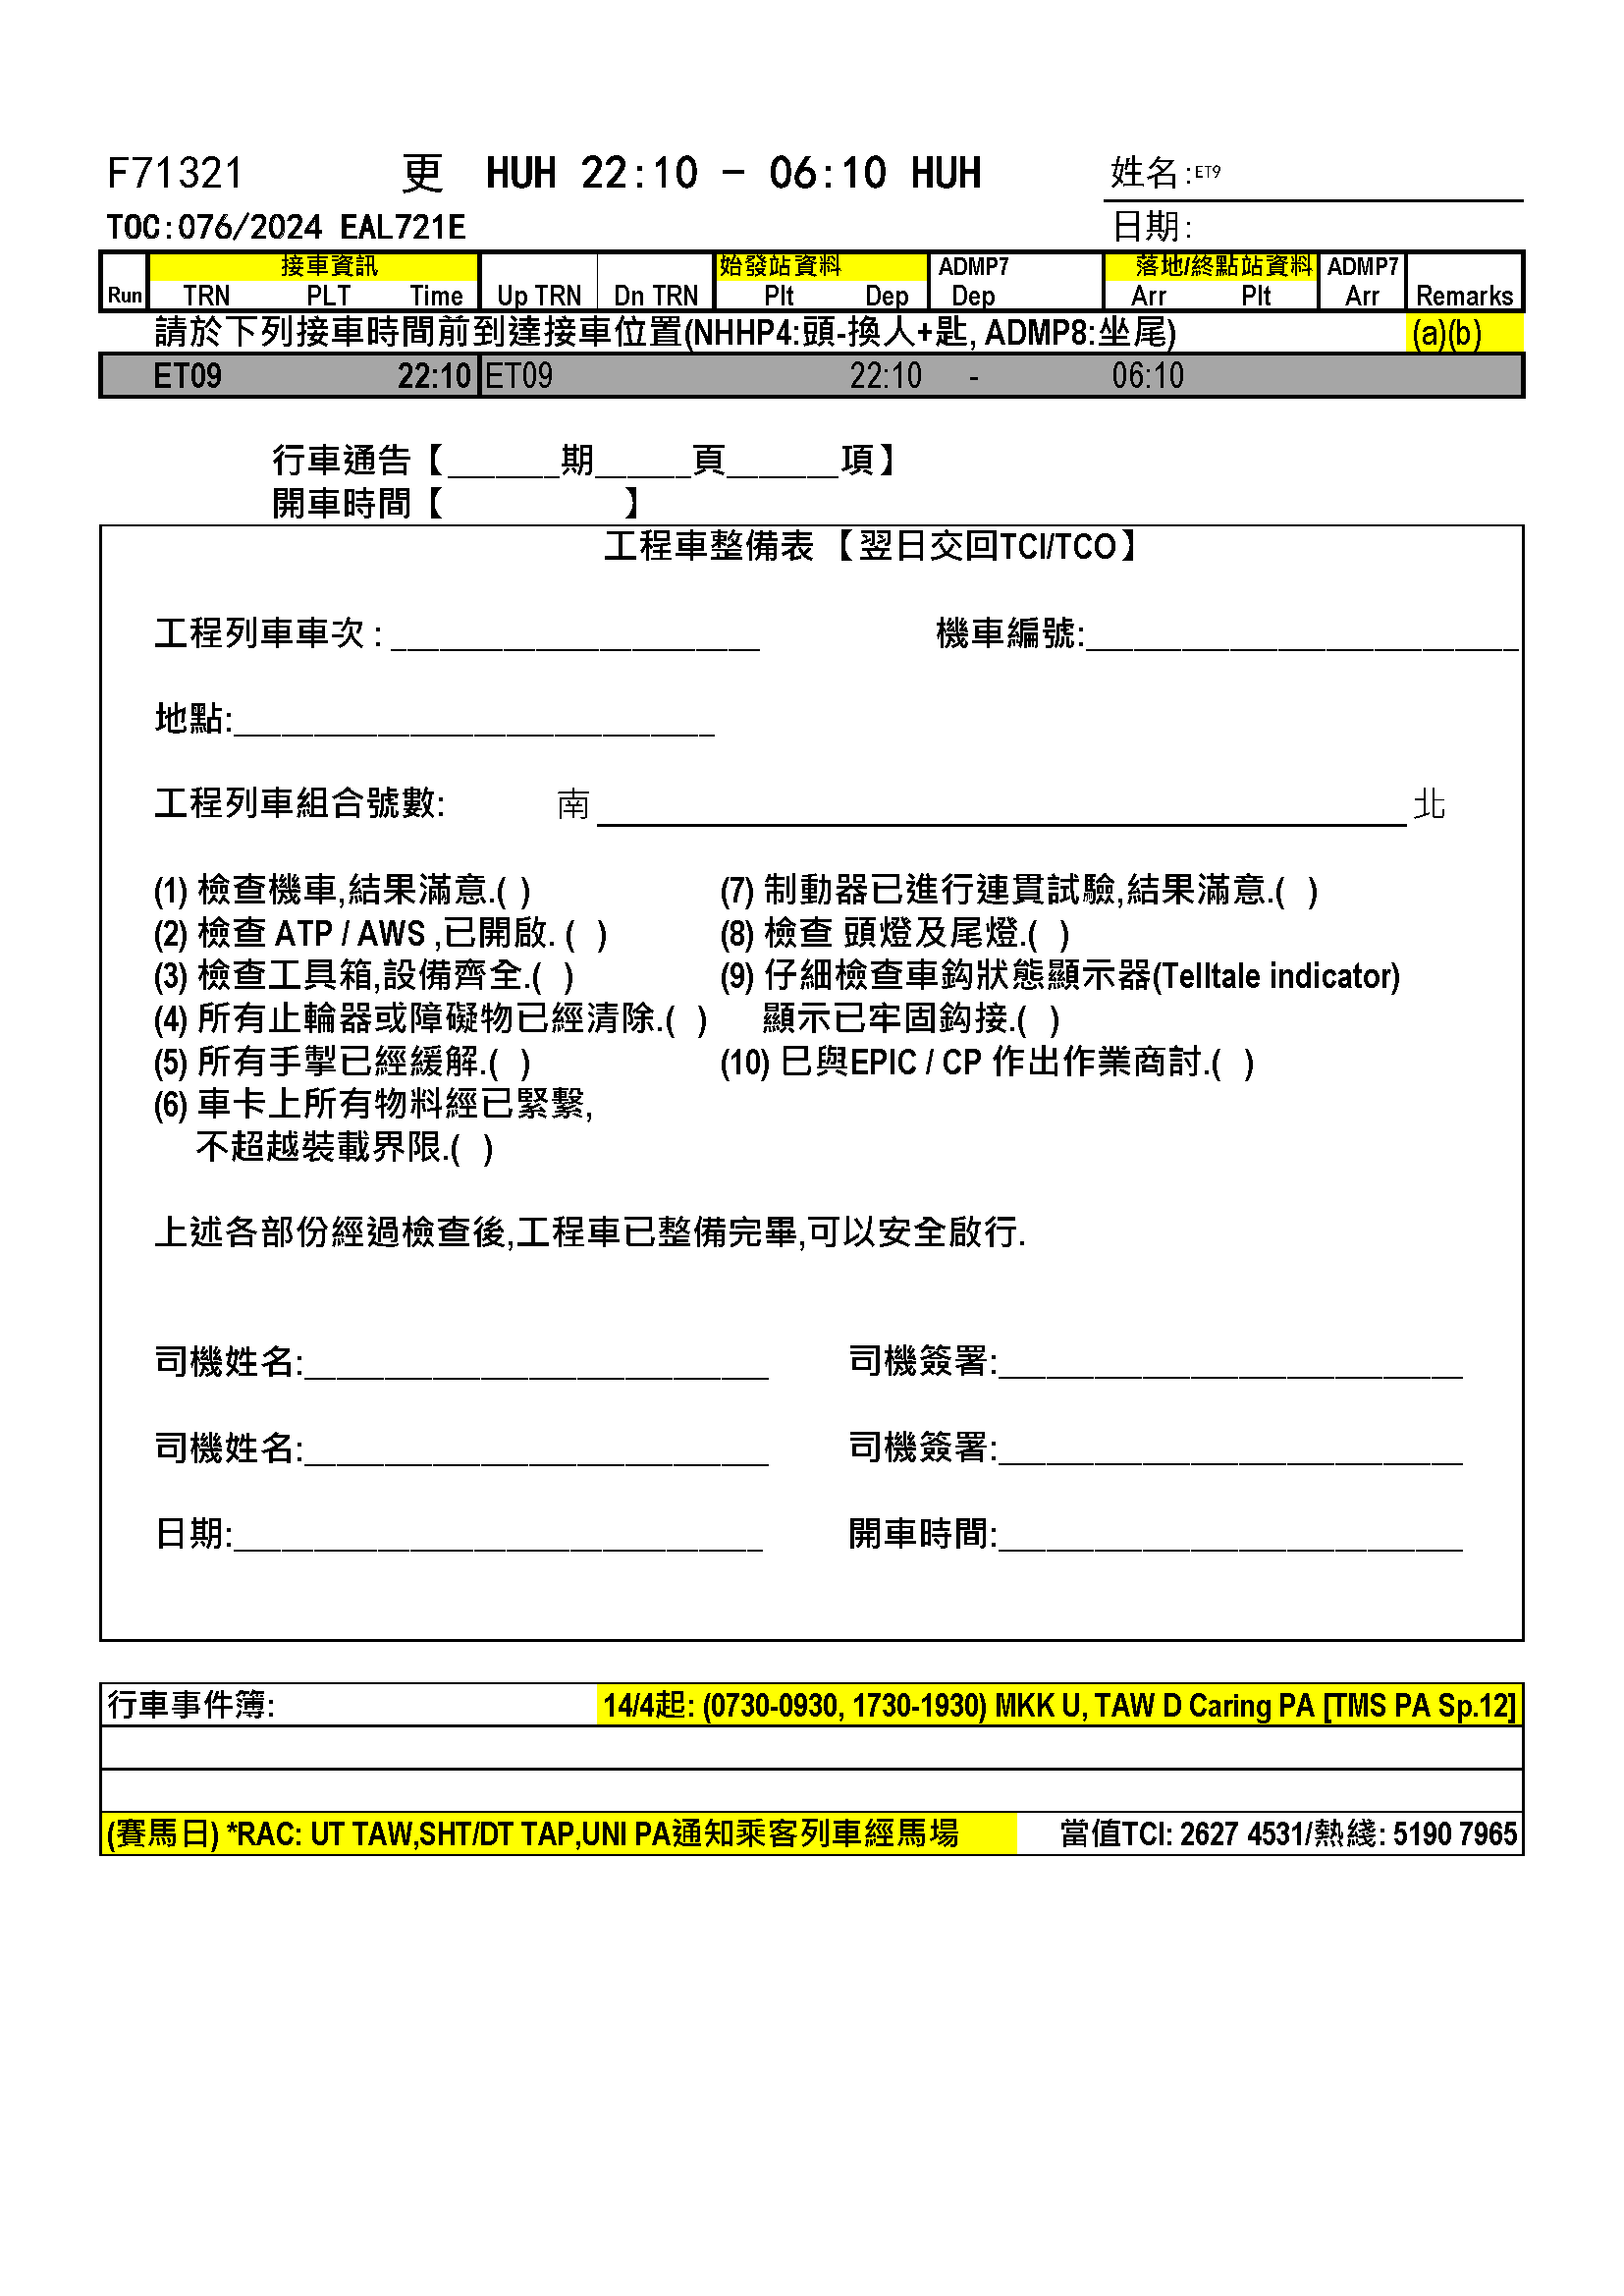 F71321 更 HUH 22:10 - 06:10 HUH 姓名:ET9
TOC:076/2024 EAL721E 日期:
接車資訊 始發站資料 ADMP7 落地/終點站資料 ADMP7
Run TRN PLT Time Up TRN Dn TRN Plt Dep Dep Arr Plt Arr Remarks
請於下列接車時間前到達接車位置(NHHP4:頭-換人+匙, ADMP8:坐尾) (a)(b)
ET09 22:10 ET09 22:10 - 06:10
行車通告【_______期______頁_______項】
開車時間【 】
工程車整備表 【翌日交回TCI/TCO】
工程列車車次 : _______________________ 機車編號:___________________________
地點:______________________________
工程列車組合號數: 南 北
(1) 檢查機車,結果滿意.( ) (7) 制動器已進行連貫試驗,結果滿意.( )
(2) 檢查 ATP / AWS ,已開啟. ( ) (8) 檢查 頭燈及尾燈.( )
(3) 檢查工具箱,設備齊全.( ) (9) 仔細檢查車鈎狀態顯示器(Telltale indicator)
(4) 所有止輪器或障礙物已經清除.( ) 顯示已牢固鈎接.( )
(5) 所有手掣已經緩解.( ) (10) 巳與EPIC / CP 作出作業商討.( )
(6) 車卡上所有物料經已緊繫,
不超越裝載界限.( )
上述各部份經過檢查後,工程車已整備完畢,可以安全啟行.
司機姓名:_____________________________ 司機簽署:_____________________________
司機姓名:_____________________________ 司機簽署:_____________________________
日期:_________________________________ 開車時間:_____________________________
行車事件簿: 14/4起: (0730-0930, 1730-1930) MKK U, TAW D Caring PA [TMS PA Sp.12]
(賽馬日) *RAC: UT TAW,SHT/DT TAP,UNI PA通知乘客列車經馬場 當值TCI: 2627 4531/熱綫: 5190 7965